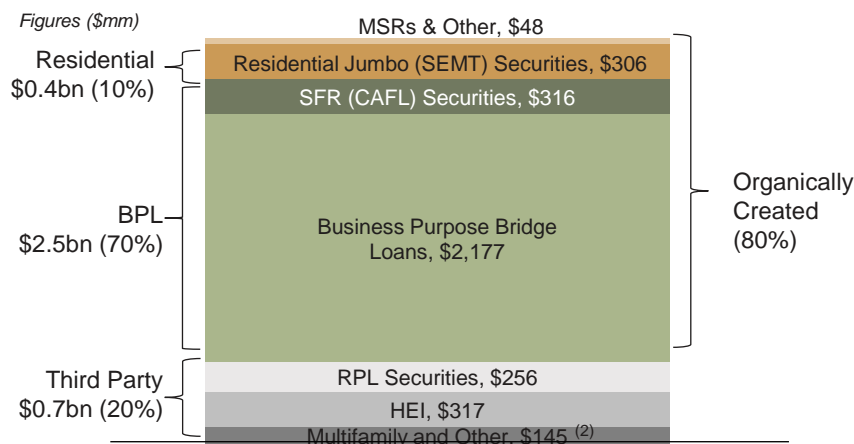 Figures ($mm)
MSRs & Other, $48
Residential
$0.4bn (10%)
Residential Jumbo (SEMT) Securities, $306
SFR (CAFL) Securities, $316
BPL
$2.5bn (70%)
Business Purpose Bridge
Loans, $2,177
Organically
Created
(80%)
Third Party
$0.7bn (20%)
RPL Securities, $256
HEI, $317
Multifamily and Other, $145 (2)